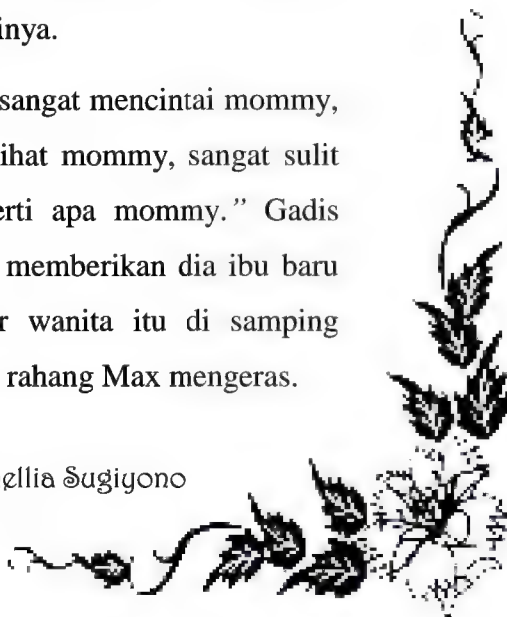 inya.
sangat mencintai mommy,
ihat mommy, sangat sulit
erti apa mommy." Gadis
memberikan dia ibu baru
r wanita itu di samping
rahang Max mengeras.
ellia Sugiyono